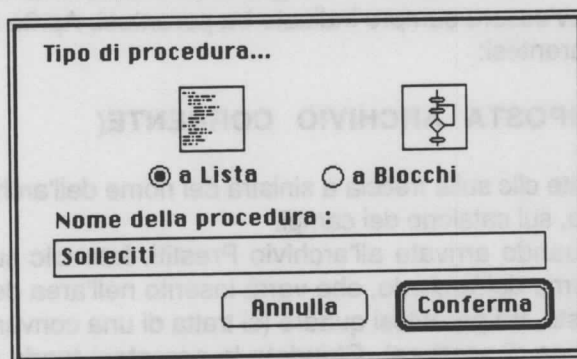 Tipo di procedura...
a Lista
a Blocchi
Nome della procedura :
Solleciti
Annulla
Conferma